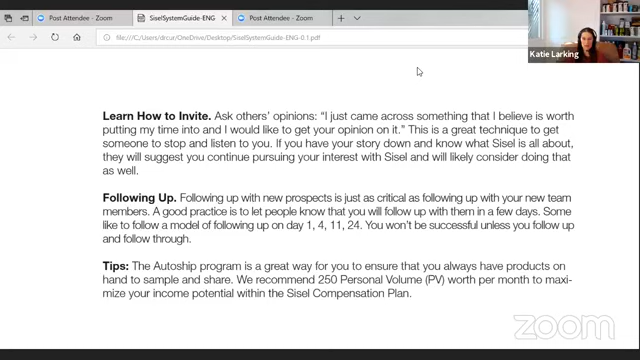 Post Attendee - Zoom
SiselSystemGuide-ENG
Post Attendee - Zoom
file:///C:/Users/drcur/OneDrive/Desktop/SiselSystemGuide-ENG-0.1.pdf
Katie Larking
Learn How to Invite. Ask others' opinions: "I just came across something that I believe is worth
putting my time into and I would like to get your opinion on it." This is a great technique to get
someone to stop and listen to you. If you have your story down and know what Sisel is all about,
they will suggest you continue pursuing your interest with Sisel and will likely consider doing that
as well.
Following Up. Following up with new prospects is just as critical as following up with your new team
members. A good practice is to let people know that you will follow up with them in a few days. Some
like to follow a model of following up on day 1, 4, 11, 24. You won't be successful unless you follow up
and follow through.
Tips: The Autoship program is a great way for you to ensure that you always have products on
hand to sample and share. We recommend 250 Personal Volume (PV) worth per month to maxi-
mize your income potential within the Sisel Compensation Plan.
zoom